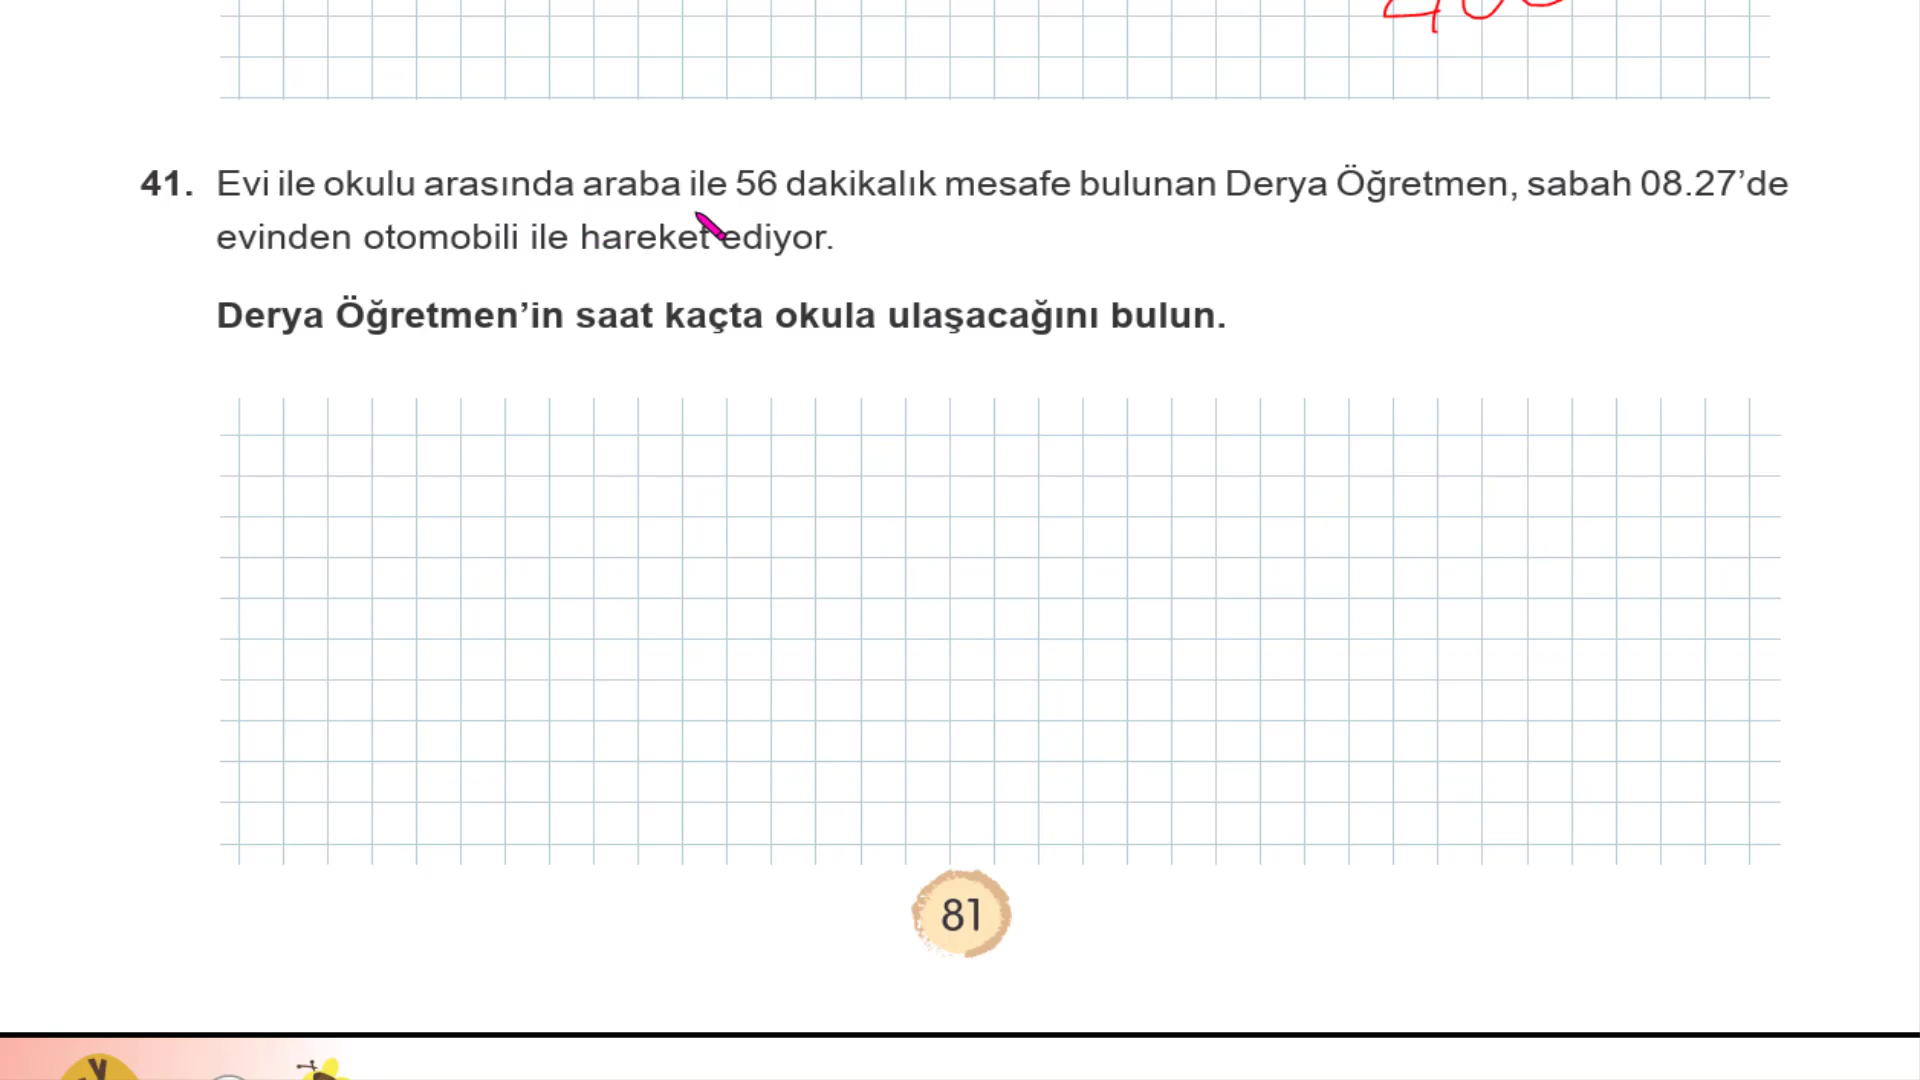 41. Evi ile okulu arasında araba ile 56 dakikalık mesafe bulunan Derya Öğretmen, sabah 08.27’de
evinden otomobili ile hareket ediyor.
Derya Öğretmen’in saat kaçta okula ulaşacağını bulun.
81